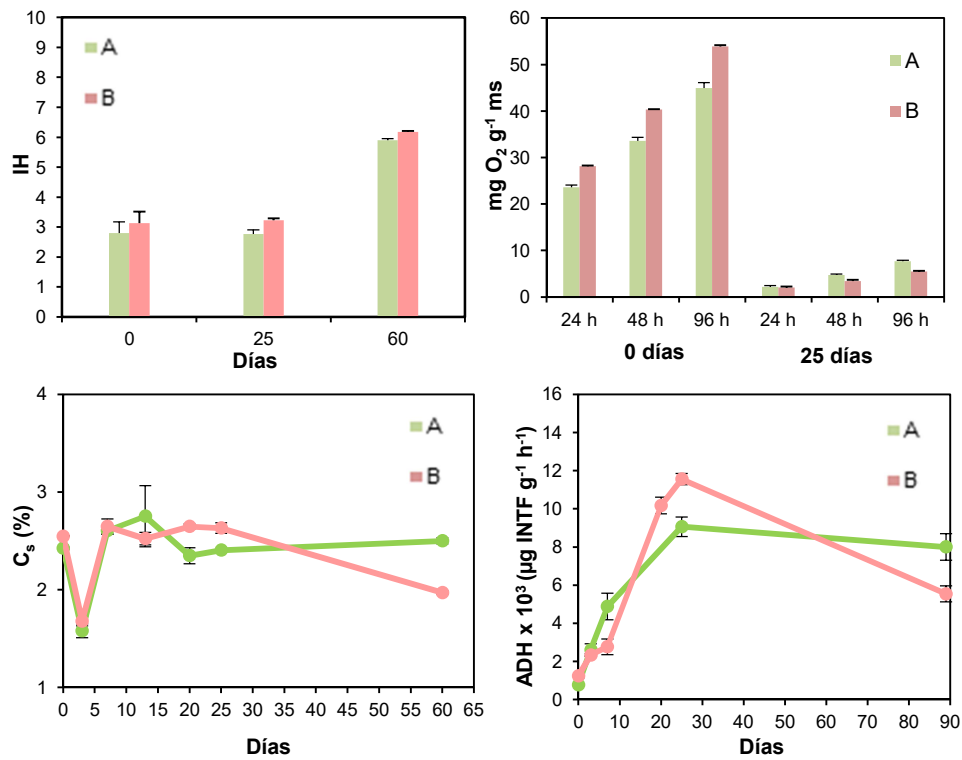 10
9
8
7
6
5
4
3
2
1
0
IH
A
B
0 25 60
Días
60
50
40
30
20
10
0
mg O₂ g⁻¹ ms
A
B
24 h 48 h 96 h 24 h 48 h 96 h
0 días 25 días
4
3
2
1
Cₛ (%)
A
B
0 5 10 15 20 25 30 35 40 45 50 55 60 65
Días
16
14
12
10
8
6
4
2
0
ADH x 10³ (µg INTF g⁻¹ h⁻¹)
A
B
0 10 20 30 40 50 60 70 80 90
Días